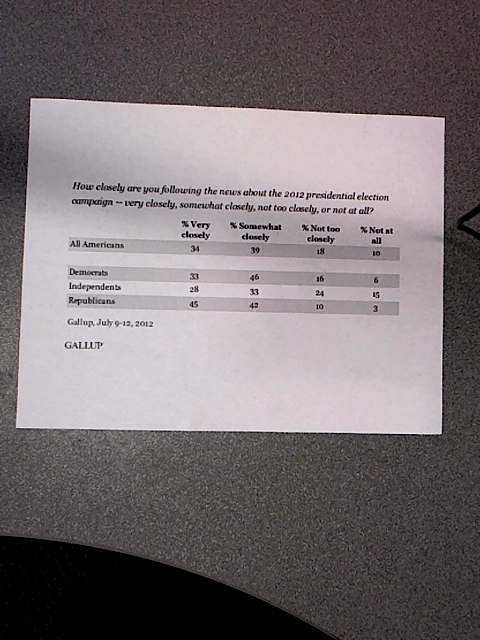 How closely are you following the news about the 2012 presidential election
campaign -- very closely, somewhat closely, not too closely, or not at all?
% Very closely % Somewhat closely % Not too closely % Not at all
All Americans 34 39 18 10
Democrats 33 46 16 6
Independents 28 33 24 15
Republicans 45 42 10 3
Gallup, July 9-12, 2012
GALLUP